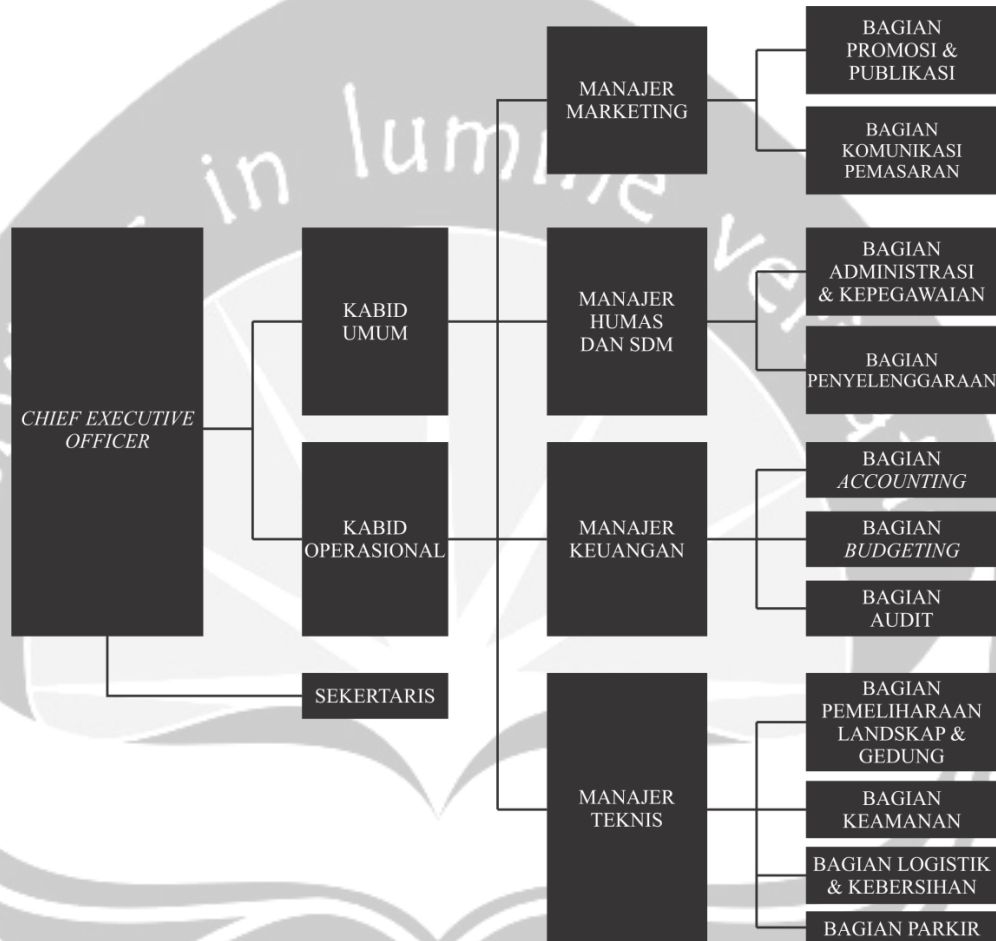 CHIEF EXECUTIVE
OFFICER
KABID
UMUM
KABID
OPERASIONAL
SEKERTARIS
MANAJER
MARKETING
MANAJER
HUMAS
DAN SDM
MANAJER
KEUANGAN
MANAJER
TEKNIS
BAGIAN
PROMOSI &
PUBLIKASI
BAGIAN
KOMUNIKASI
PEMASARAN
BAGIAN
ADMINISTRASI
& KEPEGAWAIAN
BAGIAN
PENYELENGGARAAN
BAGIAN
ACCOUNTING
BAGIAN
BUDGETING
BAGIAN
AUDIT
BAGIAN
PEMELIHARAAN
LANDSKAP &
GEDUNG
BAGIAN
KEAMANAN
BAGIAN LOGISTIK
& KEBERSIHAN
BAGIAN PARKIR
in lumine